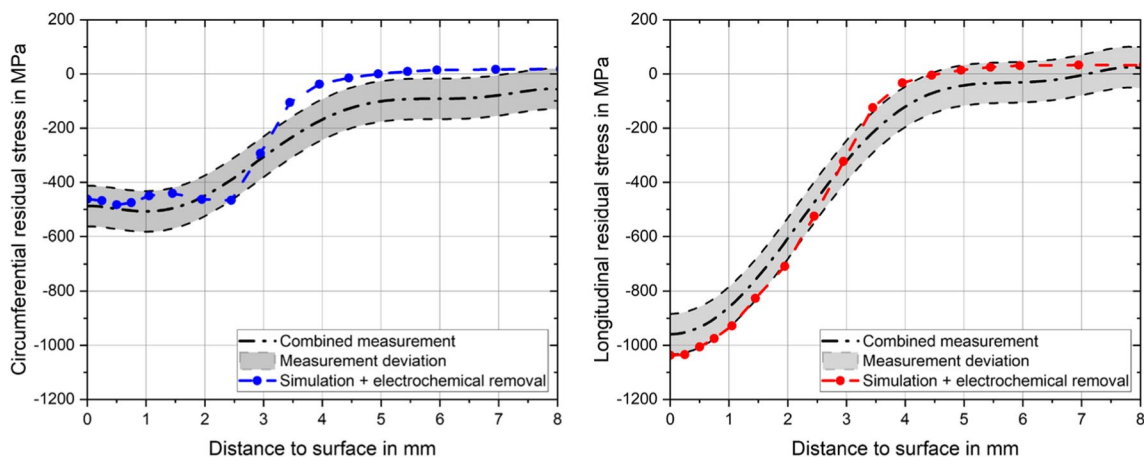 200
0
-200
-400
-600
-800
-1000
-1200
Circumferential residual stress in MPa
Combined measurement
Measurement deviation
Simulation + electrochemical removal
0 1 2 3 4 5 6 7 8
Distance to surface in mm
200
0
-200
-400
-600
-800
-1000
-1200
Longitudinal residual stress in MPa
Combined measurement
Measurement deviation
Simulation + electrochemical removal
0 1 2 3 4 5 6 7 8
Distance to surface in mm